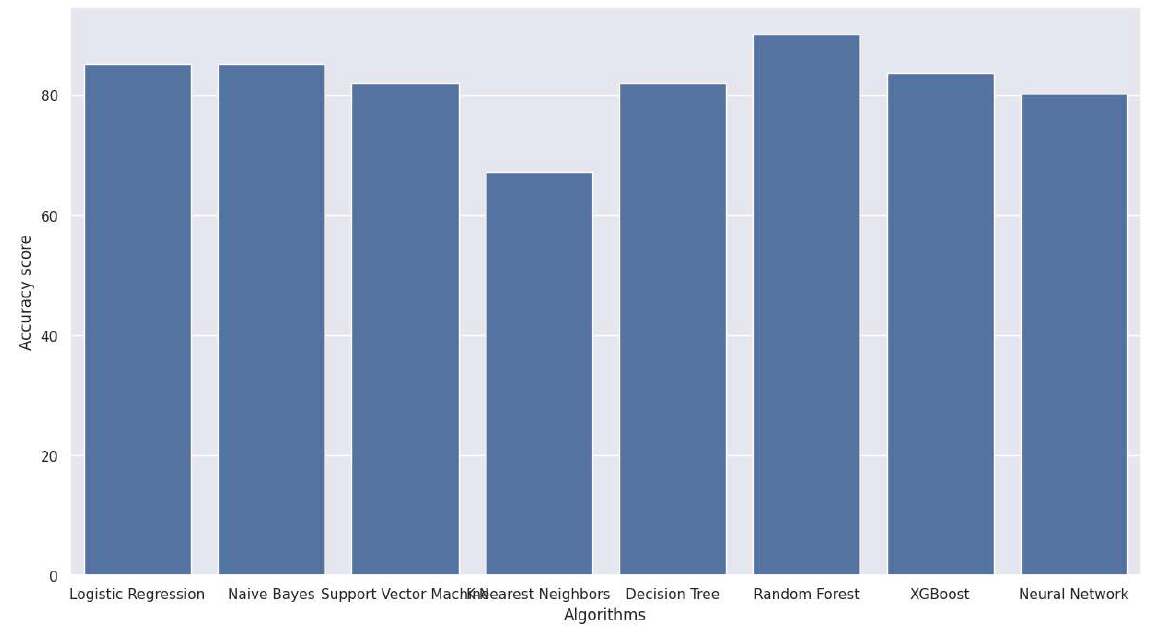 Accuracy score
80
60
40
20
0
Logistic Regression Naive Bayes Support Vector Machine K-Nearest Neighbors Decision Tree Random Forest XGBoost Neural Network
Algorithms